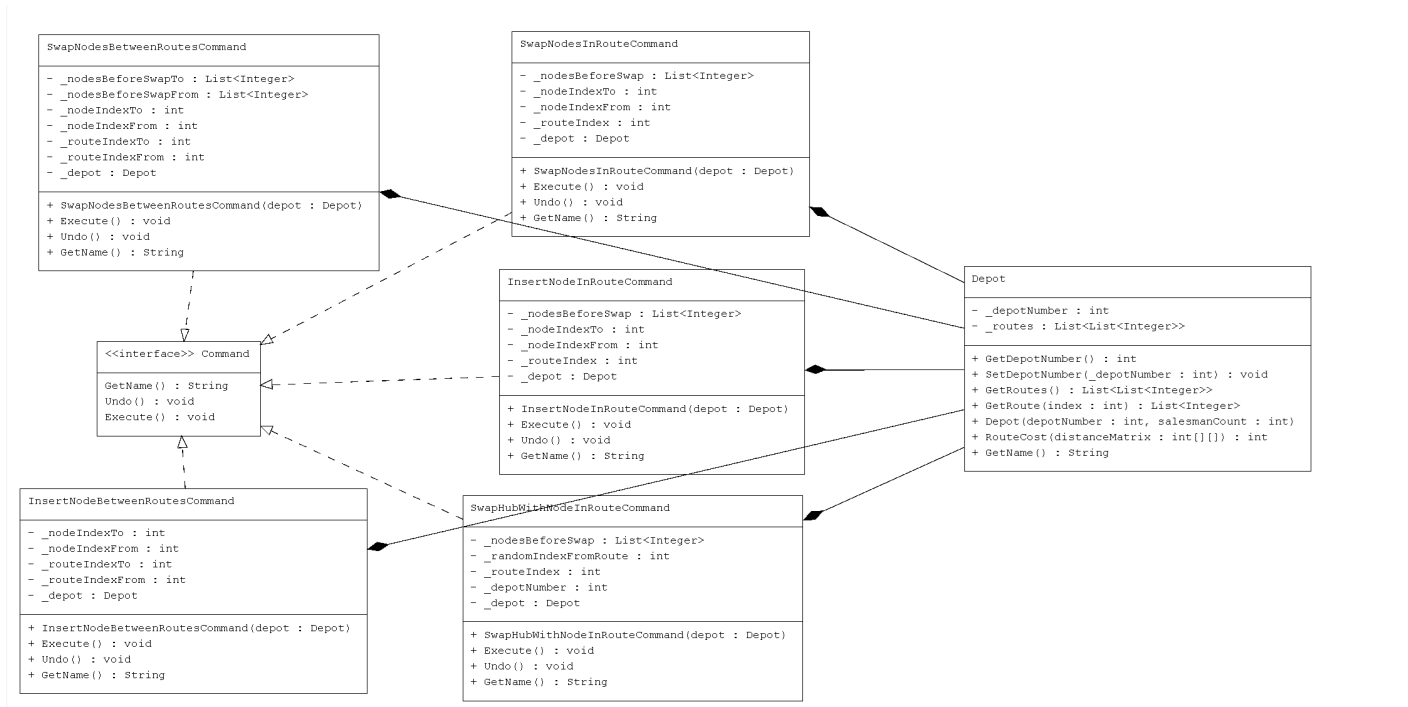 SwapNodesBetweenRoutesCommand
- _nodesBeforeSwapTo : List<Integer>
- _nodesBeforeSwapFrom : List<Integer>
- _nodeIndexTo : int
- _nodeIndexFrom : int
- _routeIndexTo : int
- _routeIndexFrom : int
- _depot : Depot
+ SwapNodesBetweenRoutesCommand(depot : Depot)
+ Execute() : void
+ Undo() : void
+ GetName() : String
SwapNodesInRouteCommand
- _nodesBeforeSwap : List<Integer>
- _nodeIndexTo : int
- _nodeIndexFrom : int
- _routeIndex : int
- _depot : Depot
+ SwapNodesInRouteCommand(depot : Depot)
+ Execute() : void
+ Undo() : void
+ GetName() : String
InsertNodeInRouteCommand
- _nodesBeforeSwap : List<Integer>
- _nodeIndexTo : int
- _nodeIndexFrom : int
- _routeIndex : int
- _depot : Depot
+ InsertNodeInRouteCommand(depot : Depot)
+ Execute() : void
+ Undo() : void
+ GetName() : String
Depot
- _depotNumber : int
- _routes : List<List<Integer>>
+ GetDepotNumber() : int
+ SetDepotNumber(_depotNumber : int) : void
+ GetRoutes() : List<List<Integer>>
+ GetRoute(index : int) : List<Integer>
+ Depot(depotNumber : int, salesmanCount : int)
+ RouteCost(distanceMatrix : int[][]) : int
+ GetName() : String
<<interface>> Command
GetName() : String
Undo() : void
Execute() : void
InsertNodeBetweenRoutesCommand
- _nodeIndexTo : int
- _nodeIndexFrom : int
- _routeIndexTo : int
- _routeIndexFrom : int
- _depot : Depot
+ InsertNodeBetweenRoutesCommand(depot : Depot)
+ Execute() : void
+ Undo() : void
+ GetName() : String
SwapHubWithNodeInRouteCommand
- _nodesBeforeSwap : List<Integer>
- _randomIndexFromRoute : int
- _routeIndex : int
- _depotNumber : int
- _depot : Depot
+ SwapHubWithNodeInRouteCommand(depot : Depot)
+ Execute() : void
+ Undo() : void
+ GetName() : String